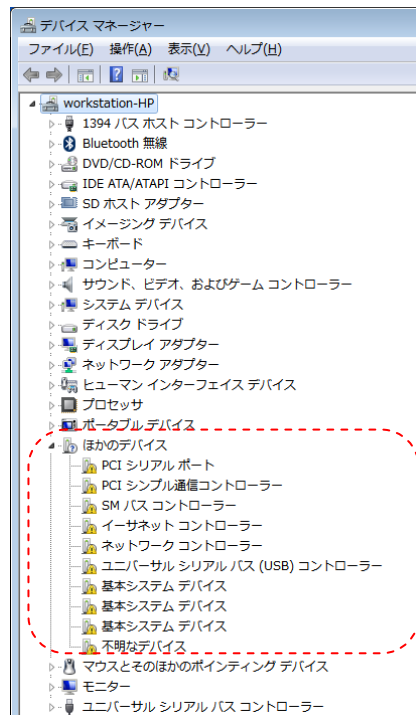 デバイス マネージャー
ファイル(F) 操作(A) 表示(V) ヘルプ(H)
workstation-HP
1394 バス ホスト コントローラー
Bluetooth 無線
DVD/CD-ROM ドライブ
IDE ATA/ATAPI コントローラー
SD ホスト アダプター
イメージング デバイス
キーボード
コンピューター
サウンド、ビデオ、およびゲーム コントローラー
システム デバイス
ディスク ドライブ
ディスプレイ アダプター
ネットワーク アダプター
ヒューマン インターフェイス デバイス
プロセッサ
ポータブル デバイス
ほかのデバイス
PCI シリアル ポート
PCI シンプル通信コントローラー
SM バス コントローラー
イーサネット コントローラー
ネットワーク コントローラー
ユニバーサル シリアル バス (USB) コントローラー
基本システム デバイス
基本システム デバイス
基本システム デバイス
不明なデバイス
マウスとそのほかのポインティング デバイス
モニター
ユニバーサル シリアル バス コントローラー